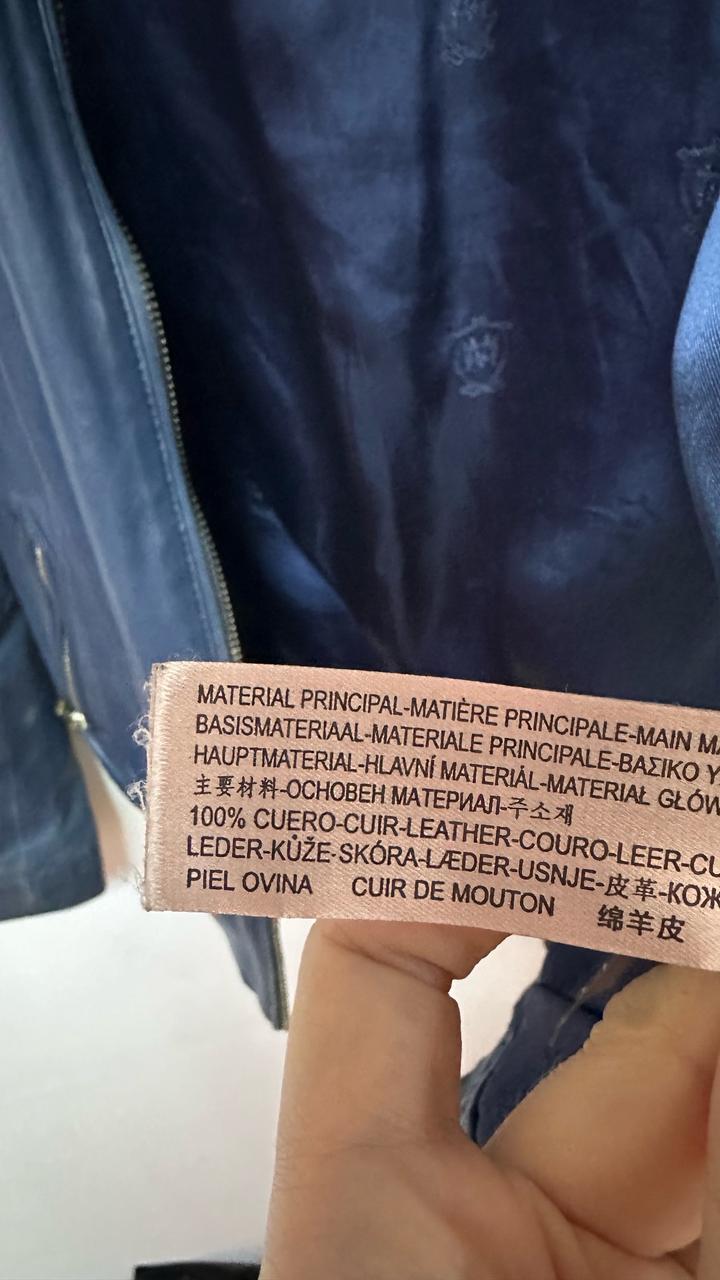 MATERIAL PRINCIPAL-MATIÈRE PRINCIPALE-MAIN
BASISMATERIAAL-MATERIALE PRINCIPALE-ΒΑΣΙΚΟ
HAUPTMATERIAL-HLAVNÍ MATERIÁL-MATERIAŁ
主要材料-ОСНОВЕН МАТЕРИАЛ-주소재
100% CUERO-CUIR-LEATHER-COURO-LEER-
LEDER-KŮŽE-SKÓRA-LÆDER-USNJE-皮革-
PIEL OVINA CUIR DE MOUTON 绵羊皮